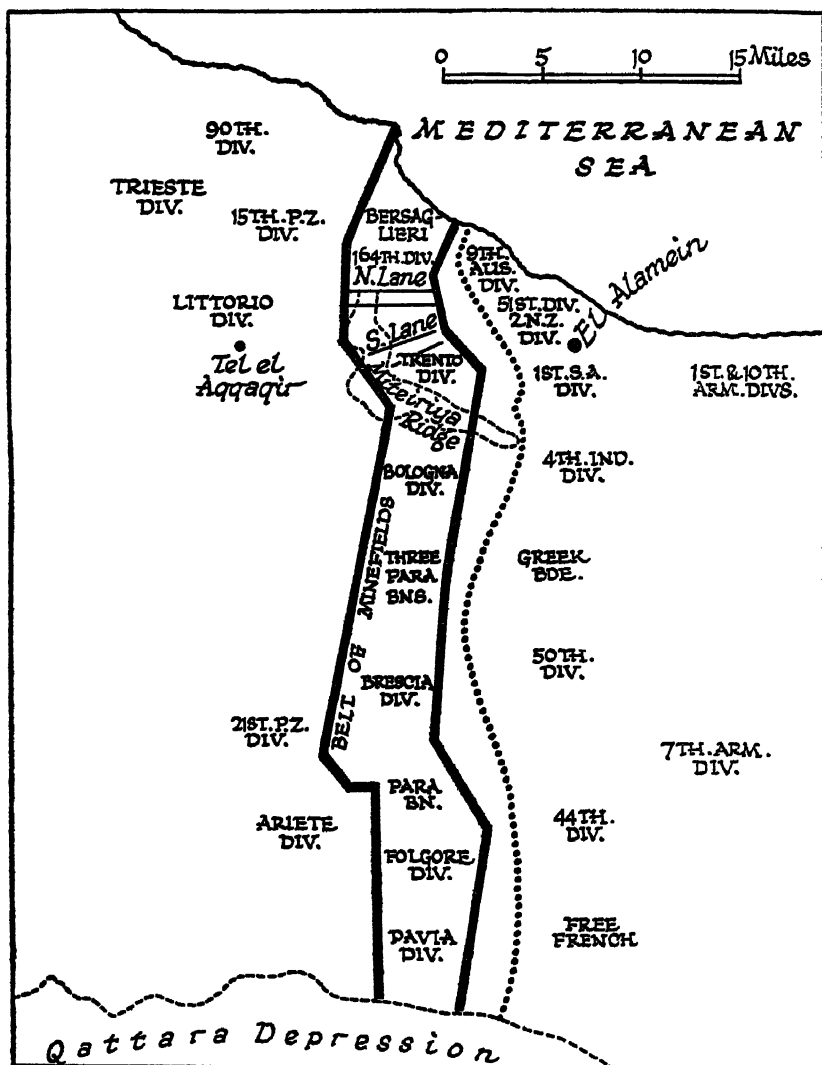 0 5 10 15 Miles
MEDITERRANEAN
SEA
90TH.
DIV.
TRIESTE
DIV.
15TH.P.Z.
DIV.
BERSAG-
LIERI
164TH.DIV.
N.Lane
9TH.
AUS.
DIV.
51ST.DIV.
2.N.Z.
DIV.
El Alamein
LITTORIO
DIV.
S.Lane
Tel el
Aqqaqir
TRENTO
DIV.
1ST.S.A.
DIV.
1ST.&10TH.
ARM.DIVS.
Miteiriya
Ridge
BOLOGNA
DIV.
4TH.IND.
DIV.
BELT OF MINEFIELDS
THREE
PARA
BNS.
GREEK
BDE.
BRESCIA
DIV.
50TH.
DIV.
21ST.P.Z.
DIV.
7TH.ARM.
DIV.
PARA
BN.
ARIETE
DIV.
44TH.
DIV.
FOLGORE
DIV.
PAVIA
DIV.
FREE
FRENCH
Qattara Depression